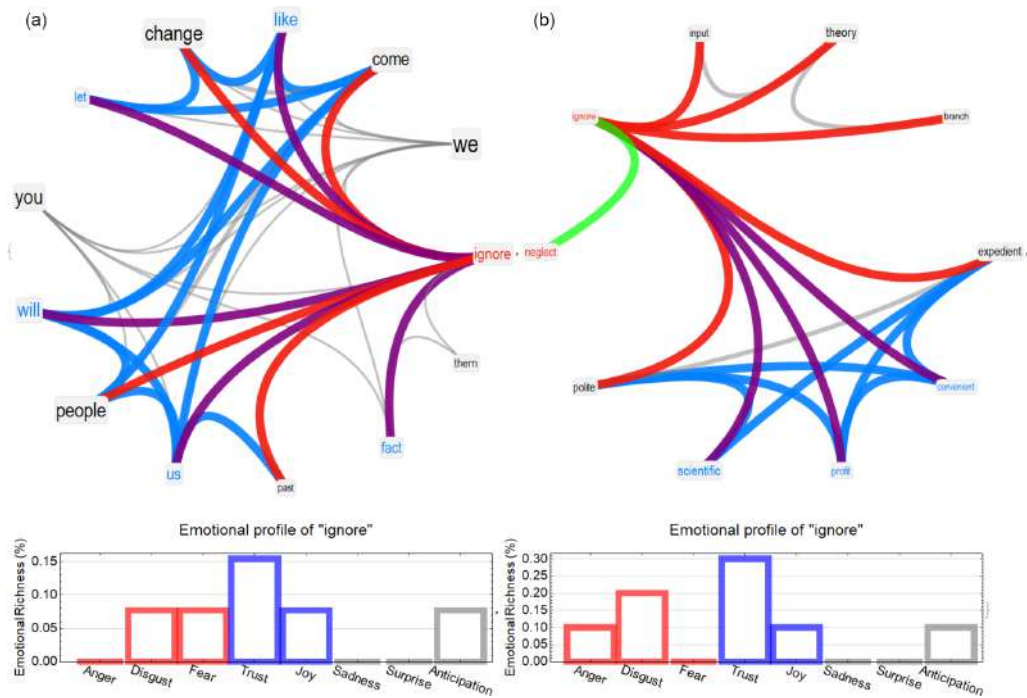 (a)
like
change
come
let
we
you
ignore
will
them
people
fact
us
past
(b)
input
theory
ignore
branch
neglect
expedient
polite
convenient
scientific
profit
Emotional profile of "ignore"
Emotional Richness (%)
0.15
0.10
0.05
0.00
Anger Disgust Fear Trust Joy Sadness Surprise Anticipation
Emotional profile of "ignore"
Emotional Richness (%)
0.30
0.25
0.20
0.15
0.10
0.05
0.00
Anger Disgust Fear Trust Joy Sadness Surprise Anticipation